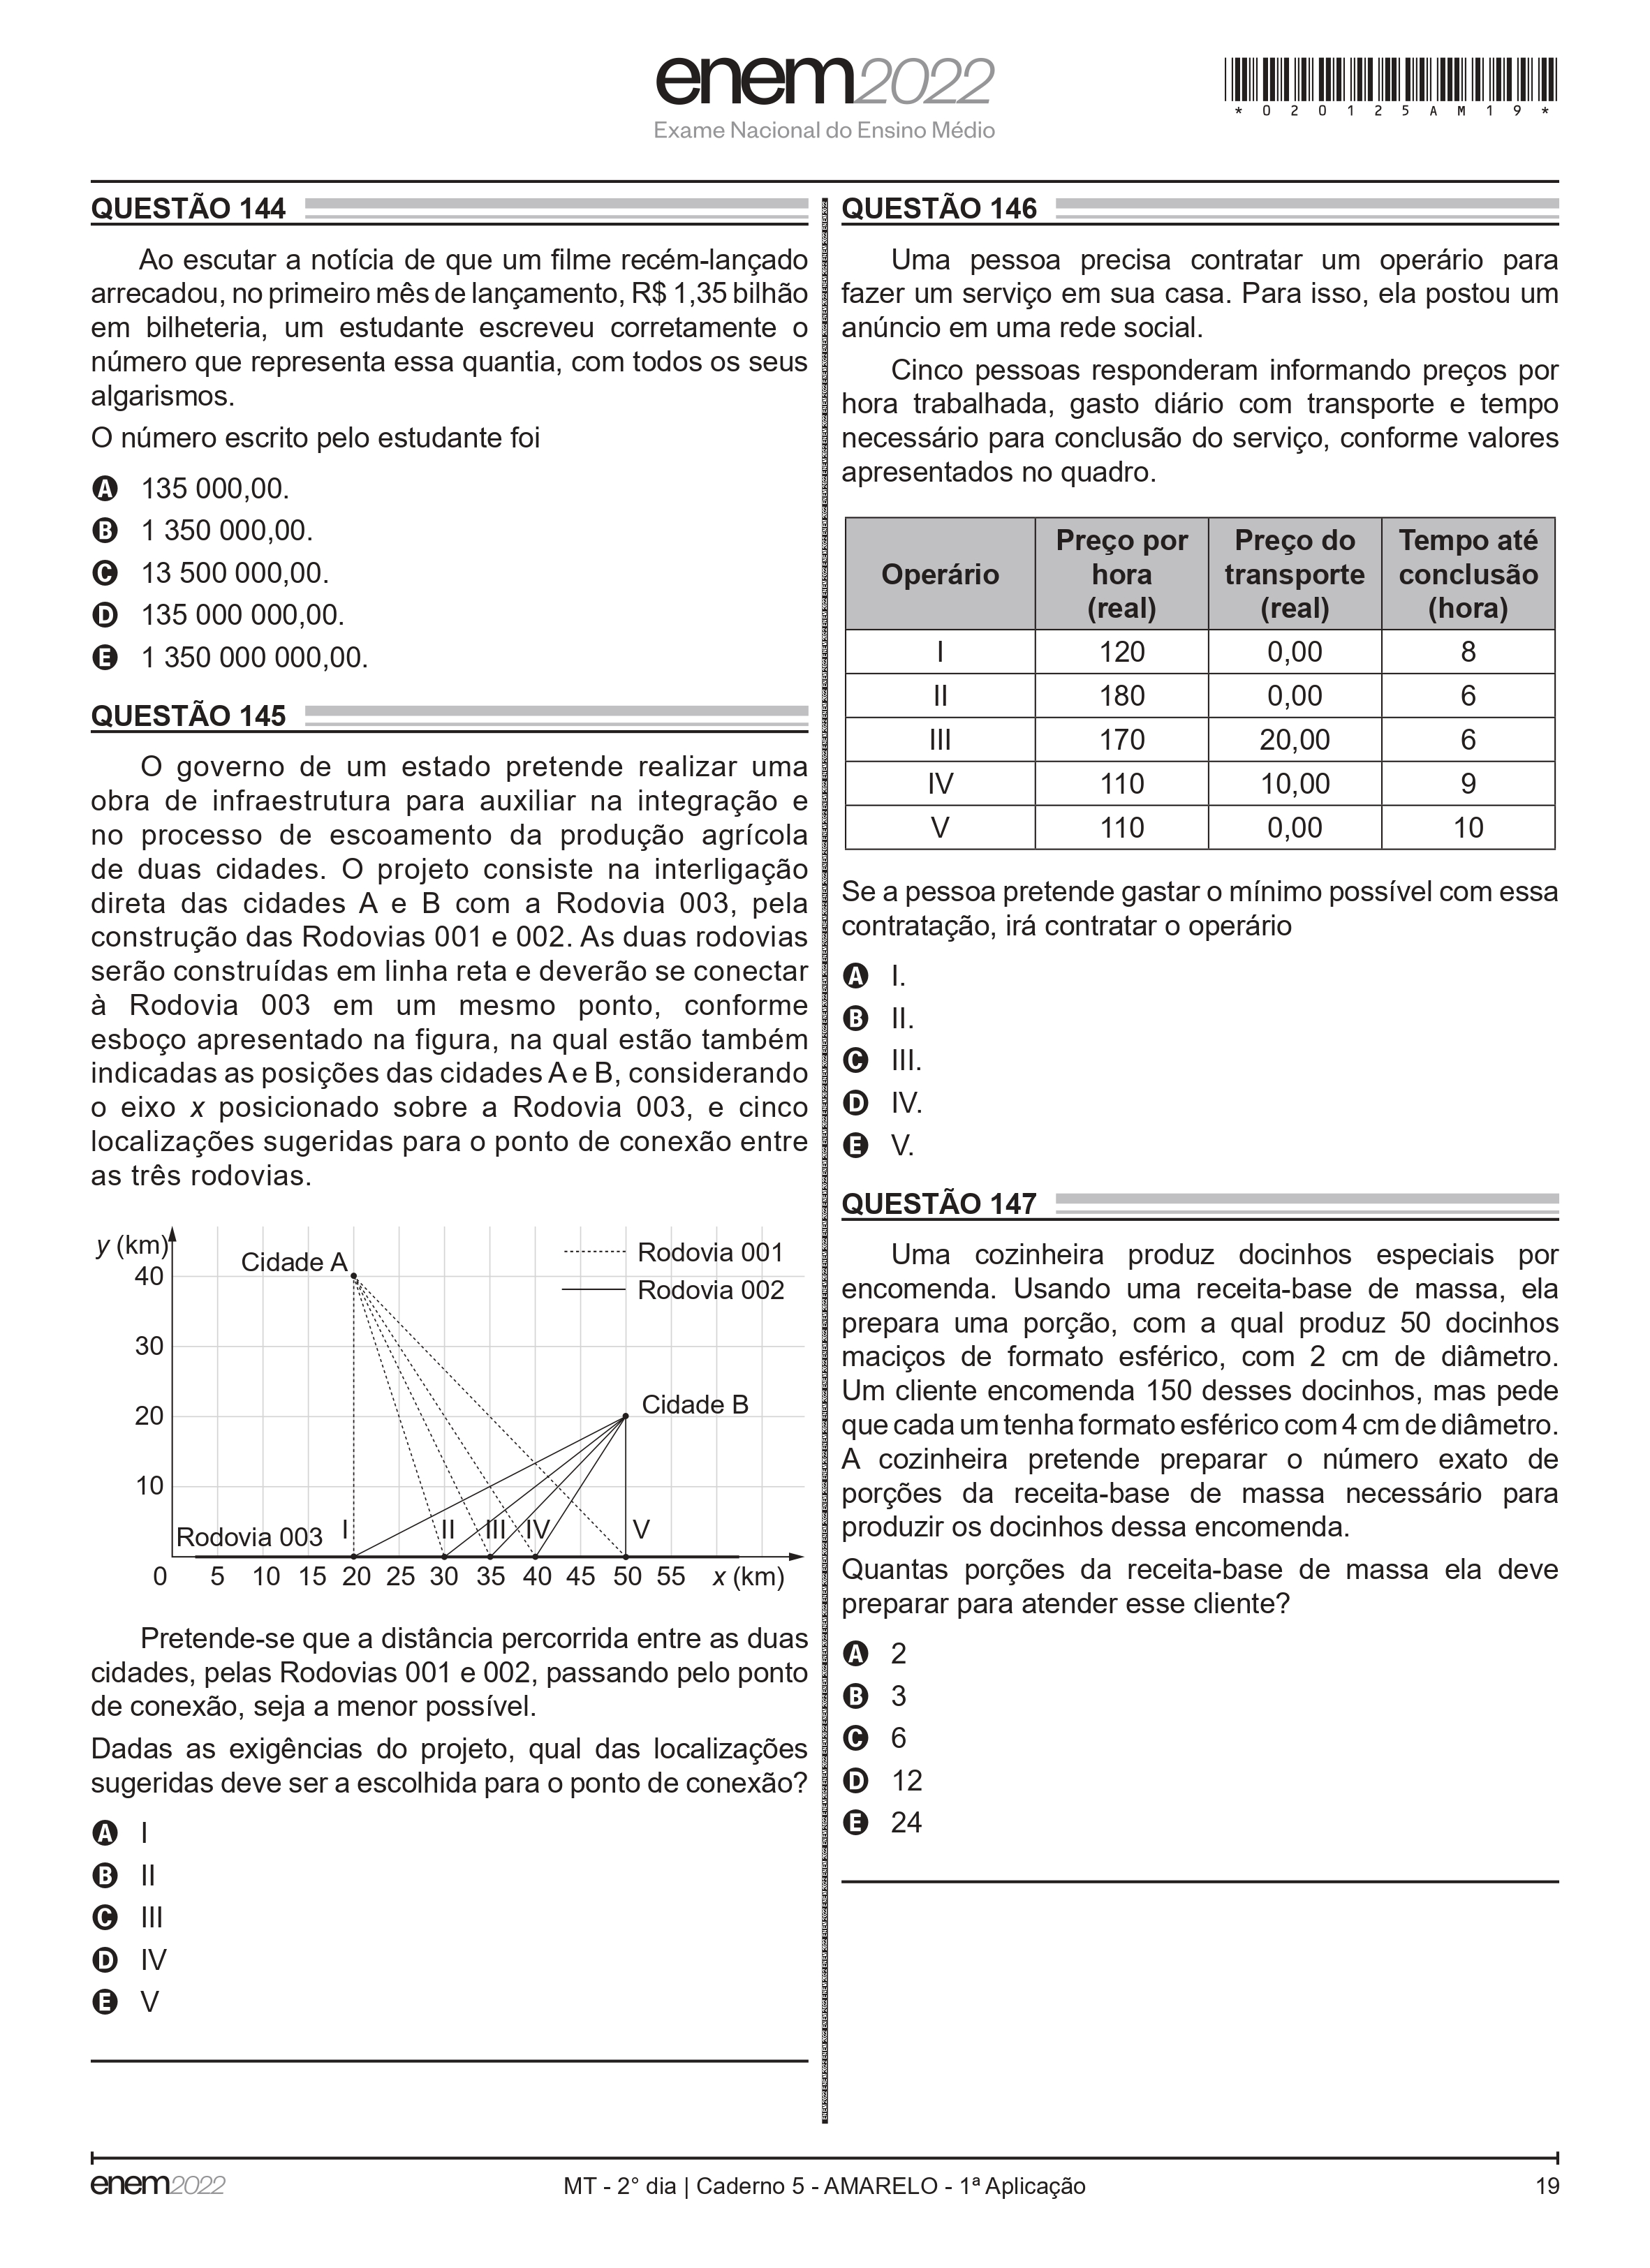 enem2022
Exame Nacional do Ensino Médio
*020125AM19*
QUESTÃO 144
Ao escutar a notícia de que um filme recém-lançado
arrecadou, no primeiro mês de lançamento, R$ 1,35 bilhão
em bilheteria, um estudante escreveu corretamente o
número que representa essa quantia, com todos os seus
algarismos.
O número escrito pelo estudante foi
A 135 000,00.
B 1 350 000,00.
C 13 500 000,00.
D 135 000 000,00.
E 1 350 000 000,00.
QUESTÃO 145
O governo de um estado pretende realizar uma
obra de infraestrutura para auxiliar na integração e
no processo de escoamento da produção agrícola
de duas cidades. O projeto consiste na interligação
direta das cidades A e B com a Rodovia 003, pela
construção das Rodovias 001 e 002. As duas rodovias
serão construídas em linha reta e deverão se conectar
à Rodovia 003 em um mesmo ponto, conforme
esboço apresentado na figura, na qual estão também
indicadas as posições das cidades A e B, considerando
o eixo x posicionado sobre a Rodovia 003, e cinco
localizações sugeridas para o ponto de conexão entre
as três rodovias.
y (km)
Cidade A
Rodovia 001
Rodovia 002
40
30
20
10
Cidade B
Rodovia 003
I II III IV V
0 5 10 15 20 25 30 35 40 45 50 55 x (km)
Pretende-se que a distância percorrida entre as duas
cidades, pelas Rodovias 001 e 002, passando pelo ponto
de conexão, seja a menor possível.
Dadas as exigências do projeto, qual das localizações
sugeridas deve ser a escolhida para o ponto de conexão?
A I
B II
C III
D IV
E V
QUESTÃO 146
Uma pessoa precisa contratar um operário para
fazer um serviço em sua casa. Para isso, ela postou um
anúncio em uma rede social.
Cinco pessoas responderam informando preços por
hora trabalhada, gasto diário com transporte e tempo
necessário para conclusão do serviço, conforme valores
apresentados no quadro.
Operário
Preço por
hora
(real)
Preço do
transporte
(real)
Tempo até
conclusão
(hora)
I 120 0,00 8
II 180 0,00 6
III 170 20,00 6
IV 110 10,00 9
V 110 0,00 10
Se a pessoa pretende gastar o mínimo possível com essa
contratação, irá contratar o operário
A I.
B II.
C III.
D IV.
E V.
QUESTÃO 147
Uma cozinheira produz docinhos especiais por
encomenda. Usando uma receita-base de massa, ela
prepara uma porção, com a qual produz 50 docinhos
maciços de formato esférico, com 2 cm de diâmetro.
Um cliente encomenda 150 desses docinhos, mas pede
que cada um tenha formato esférico com 4 cm de diâmetro.
A cozinheira pretende preparar o número exato de
porções da receita-base de massa necessário para
produzir os docinhos dessa encomenda.
Quantas porções da receita-base de massa ela deve
preparar para atender esse cliente?
A 2
B 3
C 6
D 12
E 24
enem2022
MT - 2° dia | Caderno 5 - AMARELO - 1ª Aplicação
19